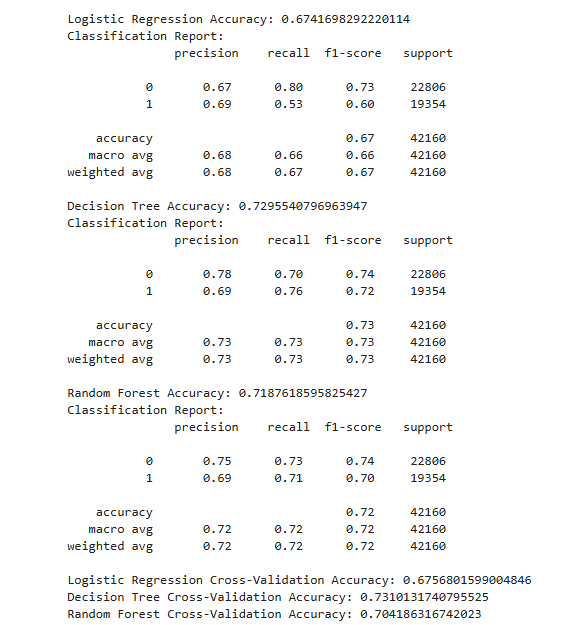 Logistic Regression Accuracy: 0.6741698292220114
Classification Report:
precision recall f1-score support
0 0.67 0.80 0.73 22806
1 0.69 0.53 0.60 19354
accuracy 0.67 42160
macro avg 0.68 0.66 0.66 42160
weighted avg 0.68 0.67 0.67 42160
Decision Tree Accuracy: 0.7295540796963947
Classification Report:
precision recall f1-score support
0 0.78 0.70 0.74 22806
1 0.69 0.76 0.72 19354
accuracy 0.73 42160
macro avg 0.73 0.73 0.73 42160
weighted avg 0.73 0.73 0.73 42160
Random Forest Accuracy: 0.7187618595825427
Classification Report:
precision recall f1-score support
0 0.75 0.73 0.74 22806
1 0.69 0.71 0.70 19354
accuracy 0.72 42160
macro avg 0.72 0.72 0.72 42160
weighted avg 0.72 0.72 0.72 42160
Logistic Regression Cross-Validation Accuracy: 0.6756801599004846
Decision Tree Cross-Validation Accuracy: 0.7310131740795525
Random Forest Cross-Validation Accuracy: 0.704186316742023